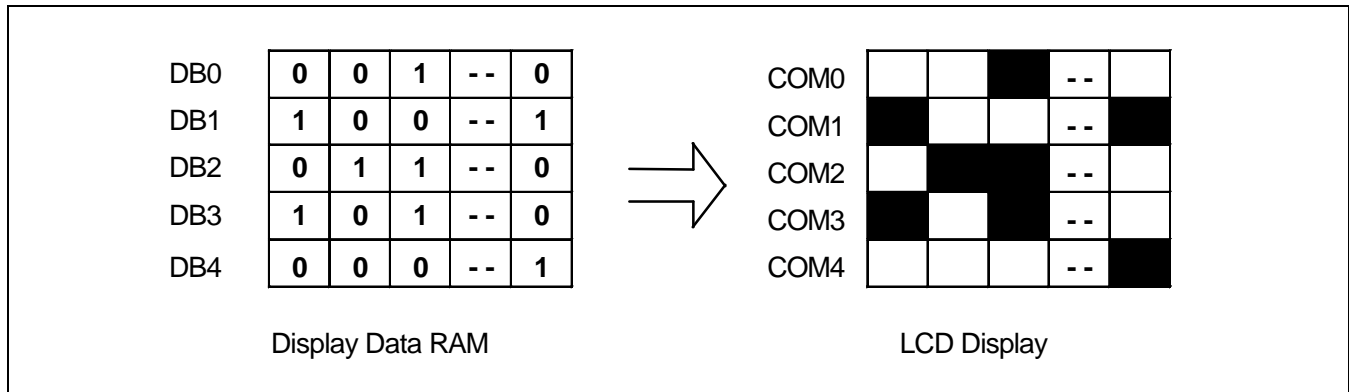 DB0 0 0 1 - - 0
DB1 1 0 0 - - 1
DB2 0 1 1 - - 0
DB3 1 0 1 - - 0
DB4 0 0 0 - - 1
Display Data RAM
COM0 - -
COM1 - -
COM2 - -
COM3 - -
COM4 - -
LCD Display